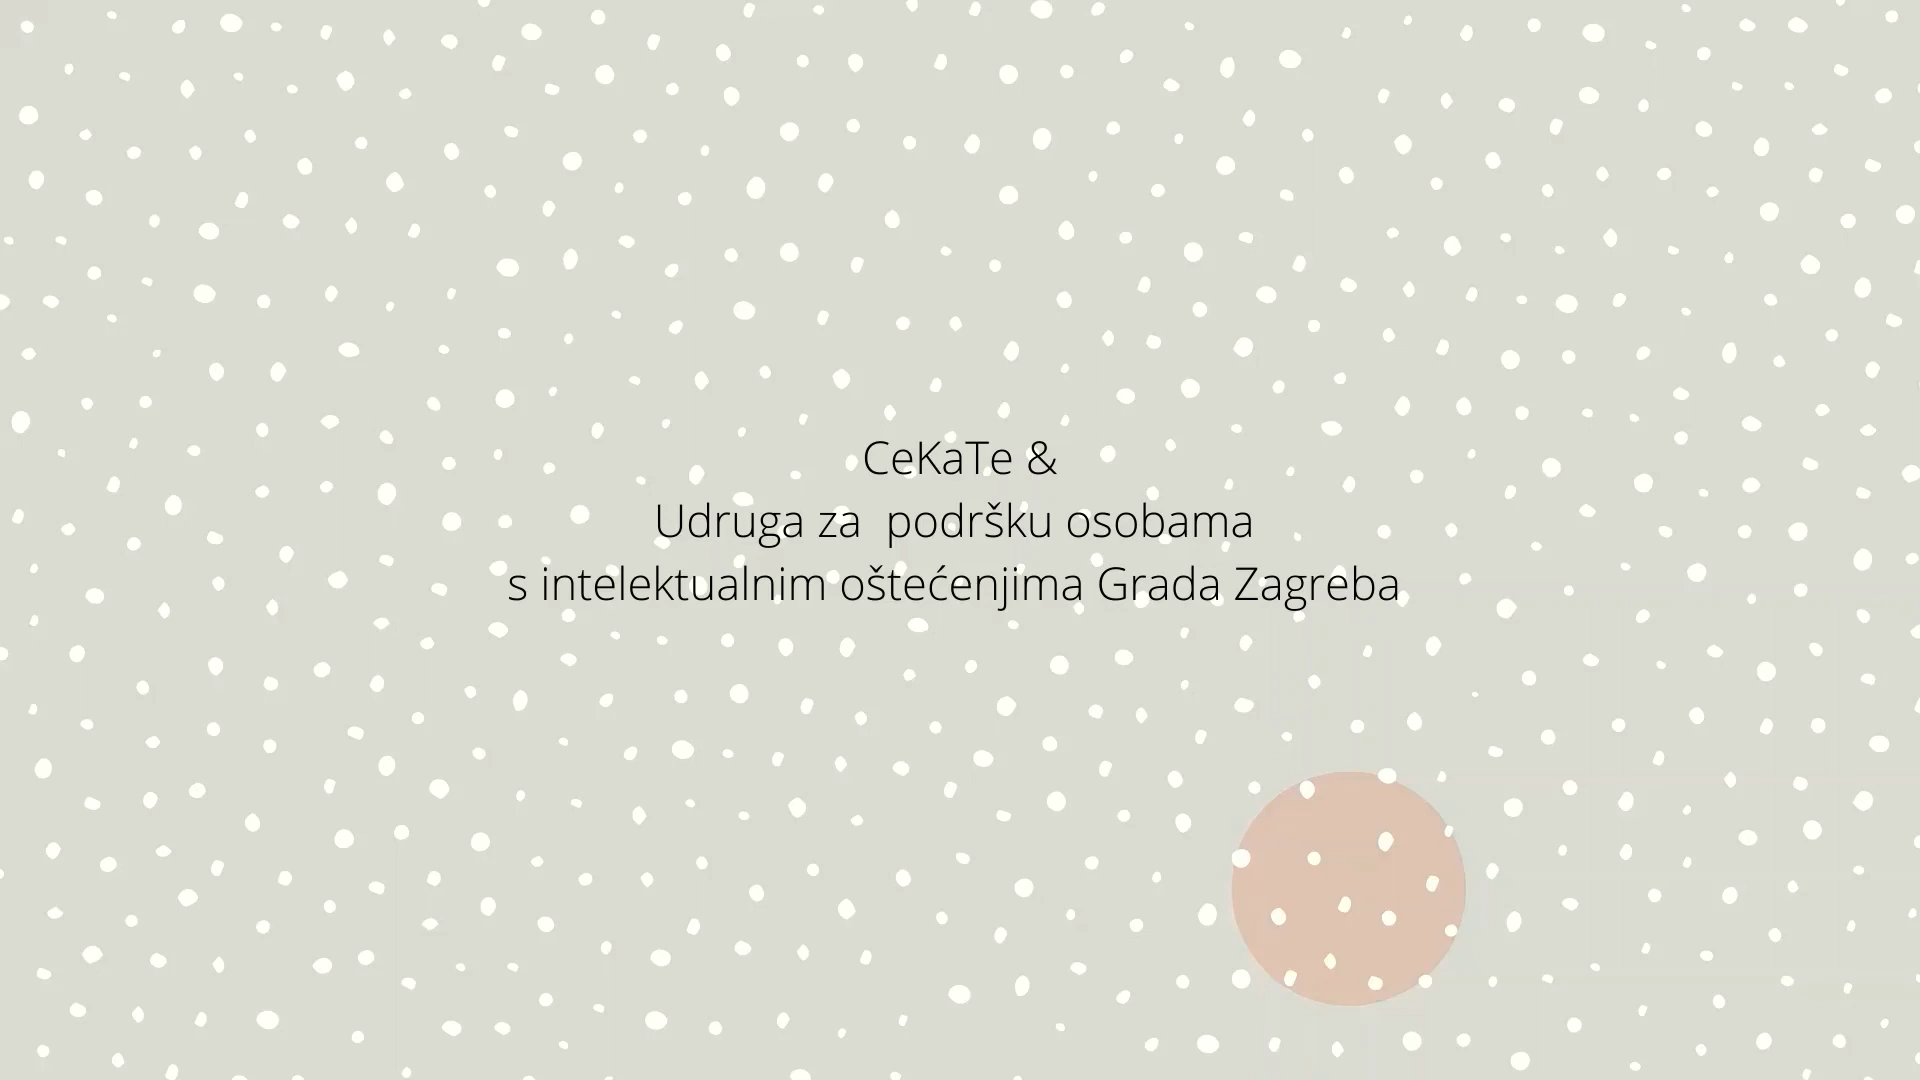 CeKaTe &
Udruga za  podršku osobama
s intelektualnim oštećenjima Grada Zagreba